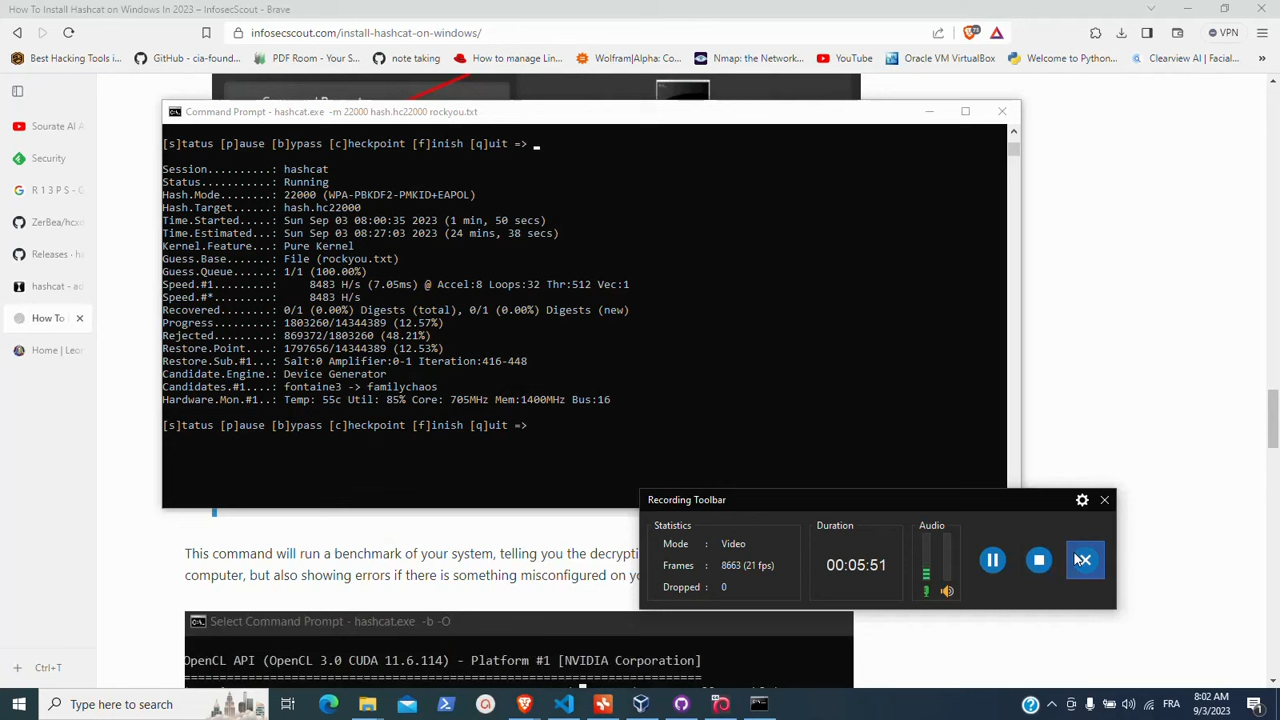 How To Install Hashcat on Windows In 2023 – InfosecScout - Brave
infosecscout.com/install-hashcat-on-windows/
73
VPN
Best Hacking Tools i...
GitHub - cia-found...
PDF Room - Your S...
note taking
How to manage Lin...
Wolfram|Alpha: Co...
Nmap: the Network...
YouTube
Oracle VM VirtualBox
Welcome to Python...
Clearview AI | Facial...
»
Sourate Al A
Security
R 1 3 P S - G
ZerBea/hcxd
Releases · ha
hashcat - ad
How To
Home | Leon
Ctrl+T
Command Prompt - hashcat.exe -m 22000 hash.hc22000 rockyou.txt
[s]tatus [p]ause [b]ypass [c]heckpoint [f]inish [q]uit =>
Session..........: hashcat
Status...........: Running
Hash.Mode........: 22000 (WPA-PBKDF2-PMKID+EAPOL)
Hash.Target......: hash.hc22000
Time.Started.....: Sun Sep 03 08:00:35 2023 (1 min, 50 secs)
Time.Estimated...: Sun Sep 03 08:27:03 2023 (24 mins, 38 secs)
Kernel.Feature...: Pure Kernel
Guess.Base.......: File (rockyou.txt)
Guess.Queue......: 1/1 (100.00%)
Speed.#1.........: 8483 H/s (7.05ms) @ Accel:8 Loops:32 Thr:512 Vec:1
Speed.#*.........: 8483 H/s
Recovered........: 0/1 (0.00%) Digests (total), 0/1 (0.00%) Digests (new)
Progress.........: 1803260/14344389 (12.57%)
Rejected.........: 869372/1803260 (48.21%)
Restore.Point....: 1797656/14344389 (12.53%)
Restore.Sub.#1...: Salt:0 Amplifier:0-1 Iteration:416-448
Candidate.Engine.: Device Generator
Candidates.#1....: fontaine3 -> familychaos
Hardware.Mon.#1..: Temp: 55c Util: 85% Core: 705MHz Mem:1400MHz Bus:16
[s]tatus [p]ause [b]ypass [c]heckpoint [f]inish [q]uit =>
Recording Toolbar
Statistics
Mode : Video
Frames : 8663 (21 fps)
Dropped : 0
Duration
00:05:51
Audio
This command will run a benchmark of your system, telling you the decrypti
computer, but also showing errors if there is something misconfigured on yo
Select Command Prompt - hashcat.exe -b -O
OpenCL API (OpenCL 3.0 CUDA 11.6.114) - Platform #1 [NVIDIA Corporation]
Type here to search
FRA
8:02 AM
9/3/2023